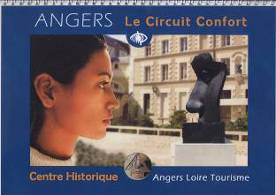 ANGERS Le Circuit Confort
Centre Historique Angers Loire Tourisme